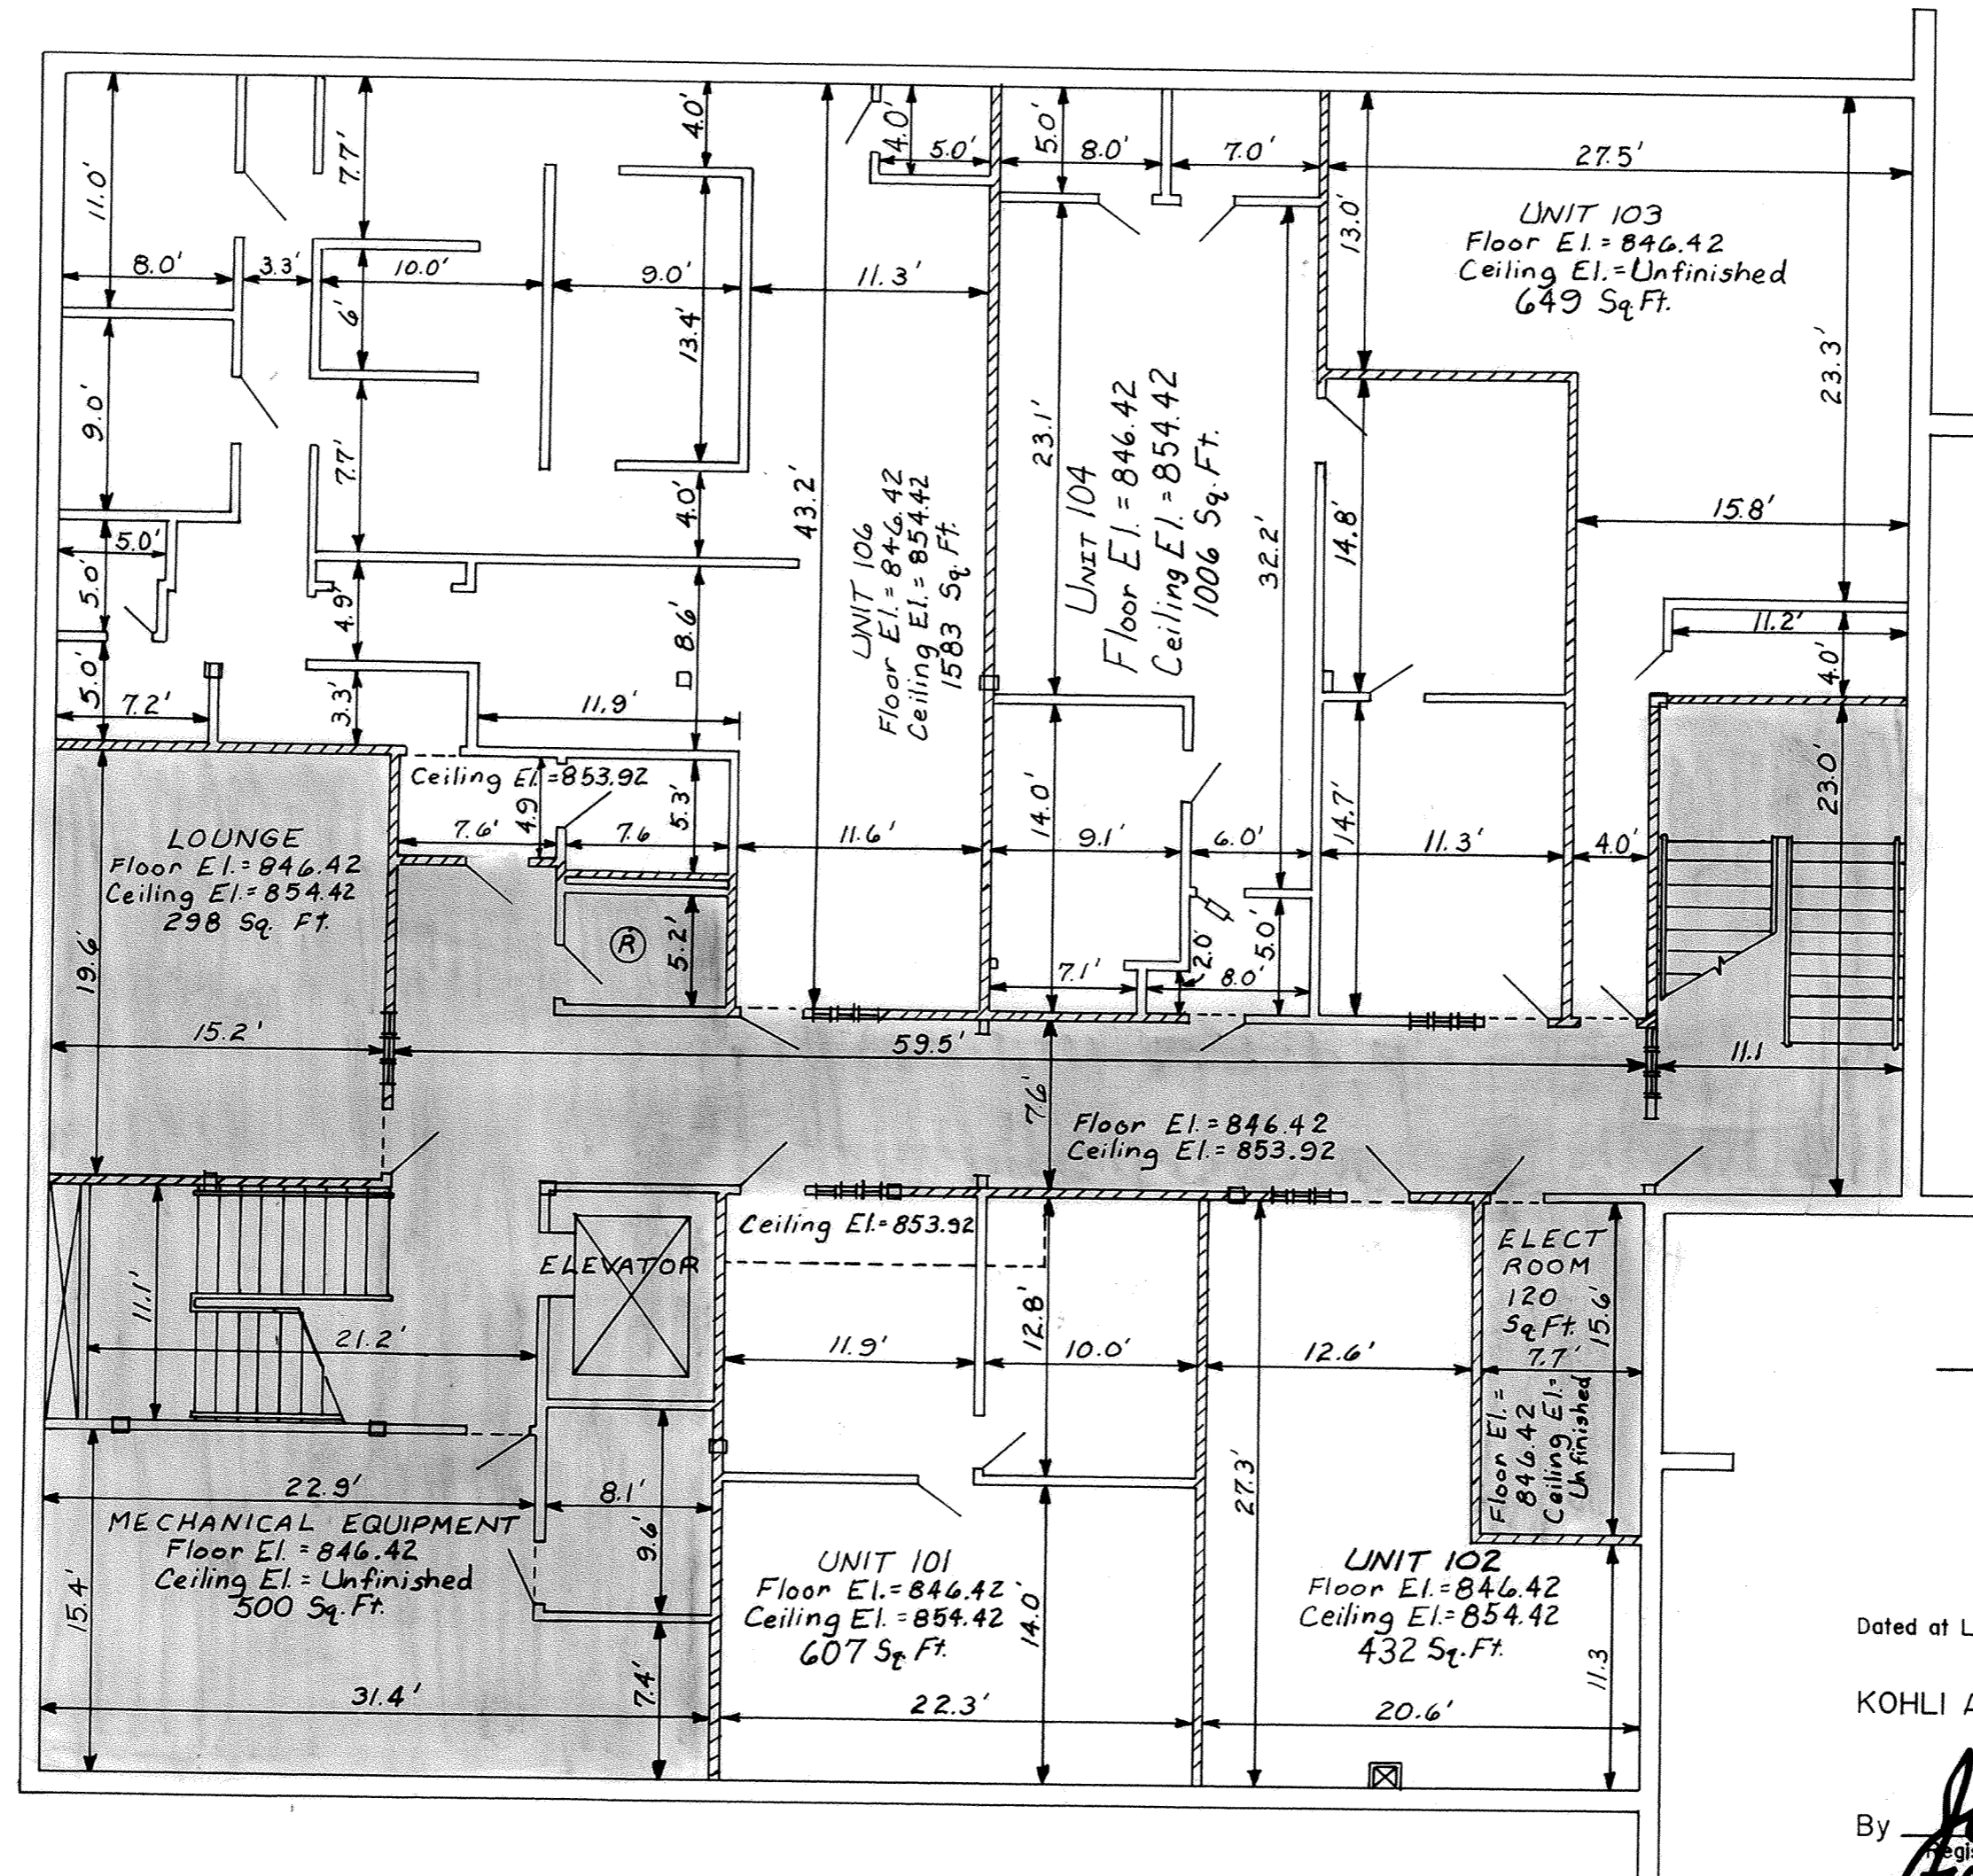 11.0'
7.7'
4.0'
4.0'
5.0'
5.0'
8.0'
7.0'
13.0'
27.5'
UNIT 103
Floor El. = 846.42
Ceiling El. = Unfinished
649 Sq. Ft.
23.3'
8.0'
3.3'
10.0'
9.0'
11.3'
6'
13.4'
9.0'
7.7'
4.0'
43.2'
UNIT 106
Floor El. = 846.42
Ceiling El. = 854.42
1583 Sq. Ft.
23.1'
UNIT 104
Floor El. = 846.42
Ceiling El. = 854.42
1006 Sq. Ft.
32.2'
14.8'
15.8'
5.0'
5.0'
4.9'
8.6'
11.2'
4.0'
5.0'
7.2'
3.3'
11.9'
Ceiling El. = 853.92
4.9
5.3'
7.6'
7.6
11.6'
14.0'
9.1'
6.0'
14.7'
11.3'
4.0'
23.0'
LOUNGE
Floor El. = 846.42
Ceiling El. = 854.42
298 Sq. Ft.
19.6'
R
5.2'
7.1'
2.0'
8.0'
5.0'
15.2'
59.5'
11.1
7.6'
Floor El. = 846.42
Ceiling El. = 853.92
11.1'
21.2'
ELEVATOR
Ceiling El. = 853.92
11.9'
12.8'
10.0'
12.6'
ELECT
ROOM
120
Sq Ft.
15.6'
7.7'
Floor El. =
846.42
Ceiling El. =
Unfinished
22.9'
8.1'
9.6'
27.3'
MECHANICAL EQUIPMENT
Floor El. = 846.42
Ceiling El. = Unfinished
500 Sq. Ft.
15.4'
UNIT 101
Floor El. = 846.42
Ceiling El. = 854.42
607 Sq. Ft.
14.0
UNIT 102
Floor El. = 846.42
Ceiling El. = 854.42
432 Sq. Ft.
11.3
31.4'
7.4'
22.3'
20.6'
Dated at L
KOHLI A
By
Regis